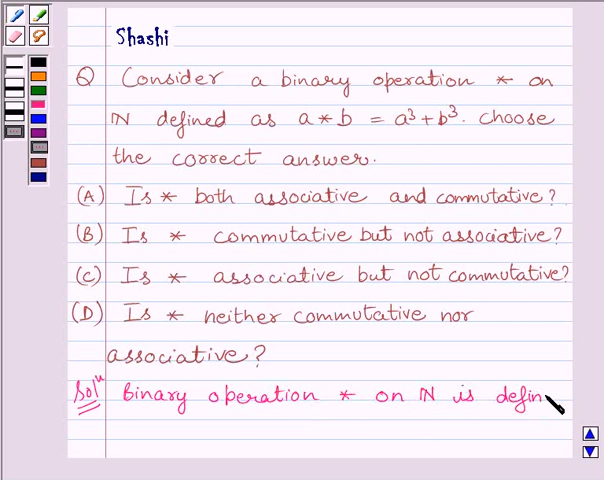 Shashi
Q Consider a binary operation * on
N defined as a * b = a³ + b³. choose
the correct answer.
(A) Is * both associative and commutative?
(B) Is * commutative but not associative?
(C) Is * associative but not commutative?
(D) Is * neither commutative nor
associative?
Solⁿ Binary operation * on N is defin